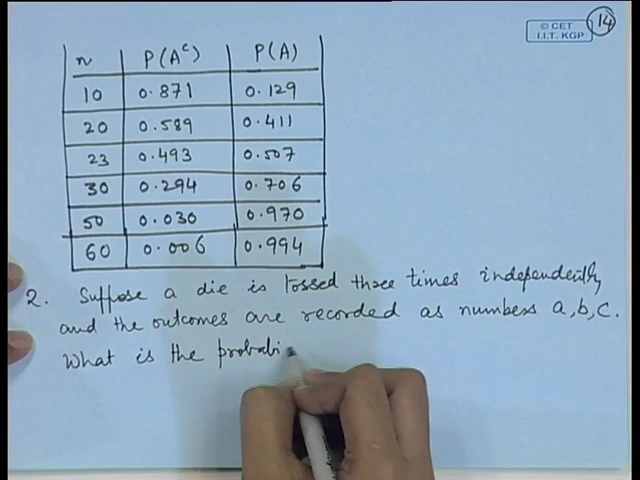 © CET
I.I.T. KGP
14
n P(Aᶜ) P(A)
10 0.871 0.129
20 0.589 0.411
23 0.493 0.507
30 0.294 0.706
50 0.030 0.970
60 0.006 0.994
2. Suppose a die is tossed three times independently
and the outcomes are recorded as numbers a, b, c.
What is the probabi